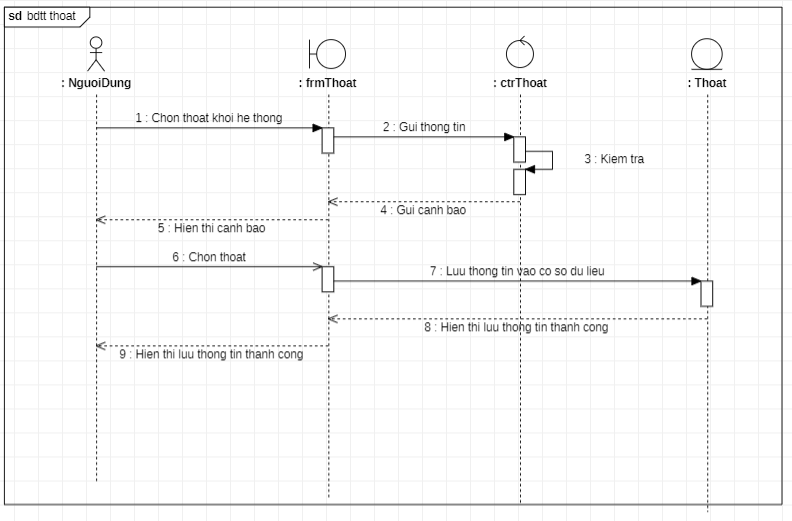 sd bdtt thoat
: NguoiDung
: frmThoat
: ctrThoat
: Thoat
1 : Chon thoat khoi he thong
2 : Gui thong tin
3 : Kiem tra
4 : Gui canh bao
5 : Hien thi canh bao
6 : Chon thoat
7 : Luu thong tin vao co so du lieu
8 : Hien thi luu thong tin thanh cong
9 : Hien thi luu thong tin thanh cong